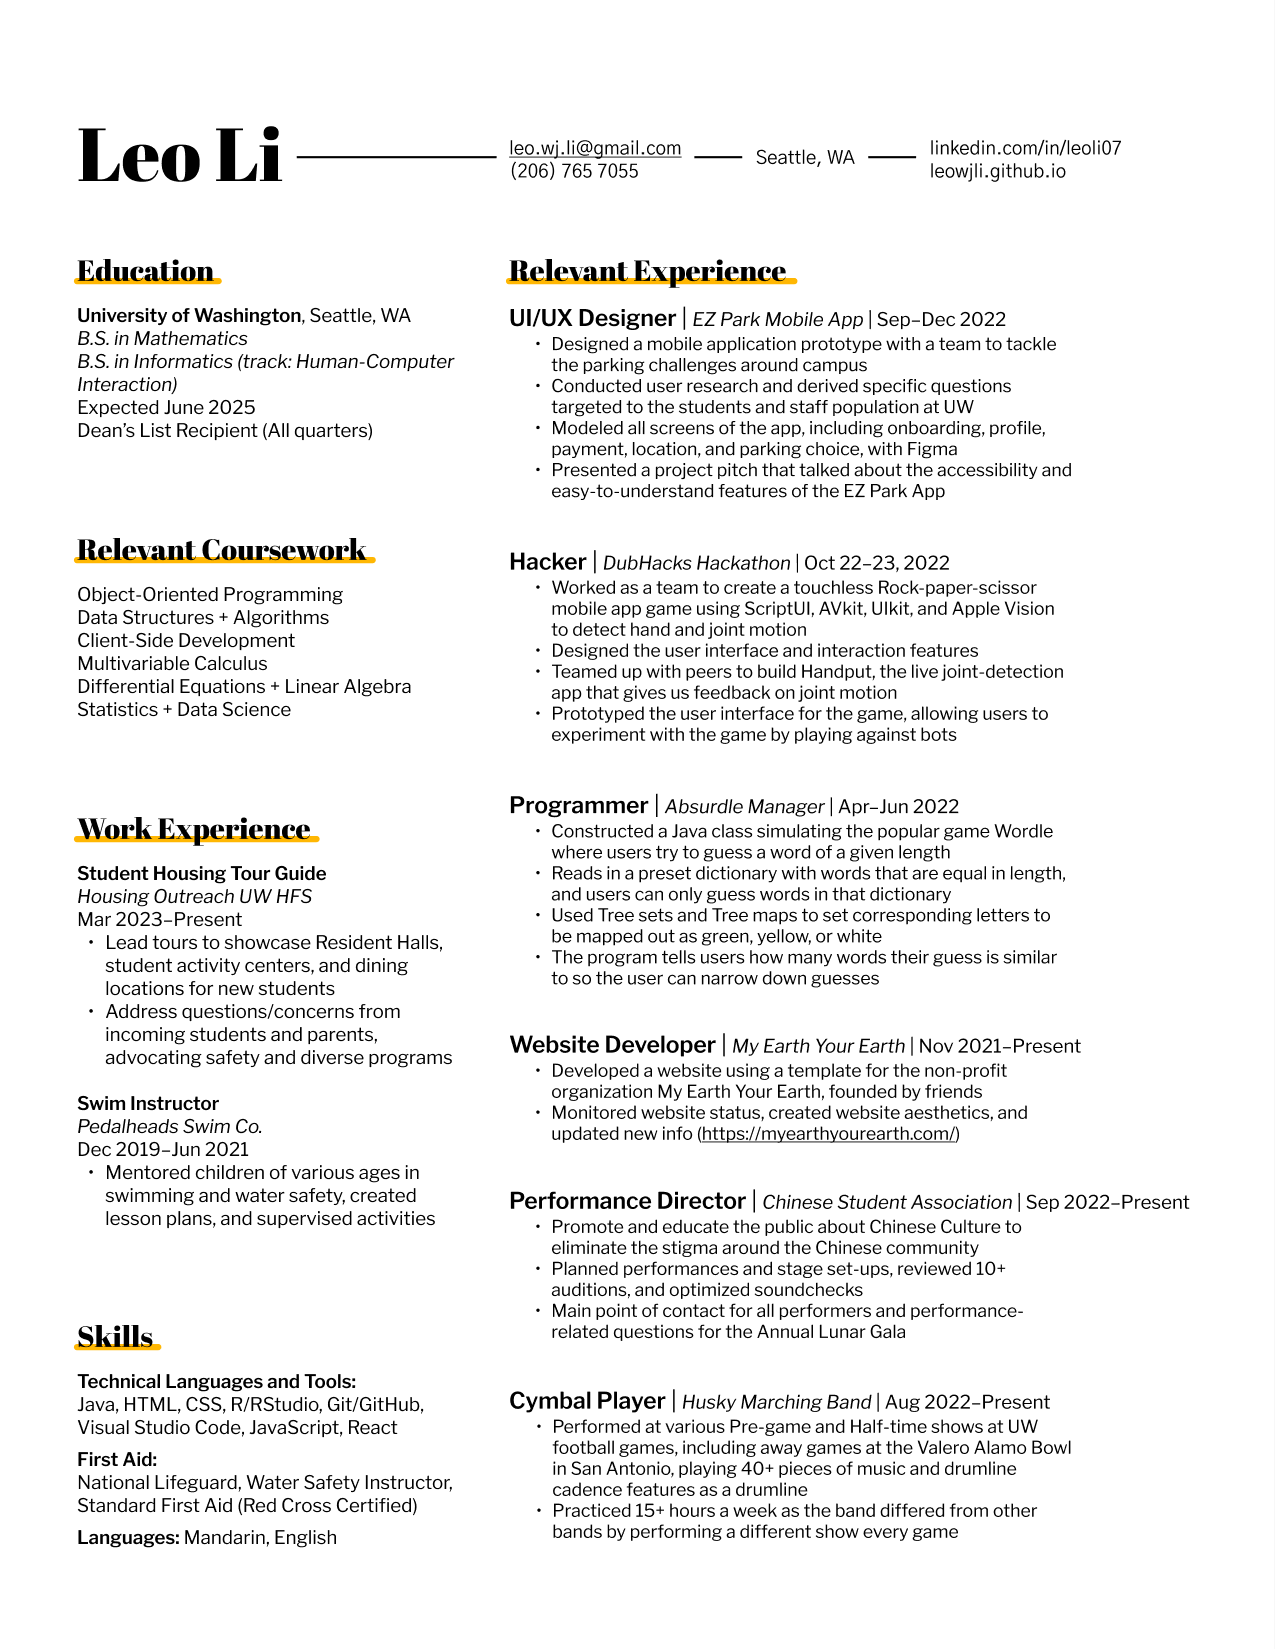 Leo Li
leo.wj.li@gmail.com
(206) 765 7055
Seattle, WA
linkedin.com/in/leoli07
leowjli.github.io
Education
University of Washington, Seattle, WA
B.S. in Mathematics
B.S. in Informatics (track: Human-Computer
Interaction)
Expected June 2025
Dean’s List Recipient (All quarters)
Relevant Coursework
Object-Oriented Programming
Data Structures + Algorithms
Client-Side Development
Multivariable Calculus
Differential Equations + Linear Algebra
Statistics + Data Science
Work Experience
Student Housing Tour Guide
Housing Outreach UW HFS
Mar 2023–Present
• Lead tours to showcase Resident Halls,
student activity centers, and dining
locations for new students
• Address questions/concerns from
incoming students and parents,
advocating safety and diverse programs
Swim Instructor
Pedalheads Swim Co.
Dec 2019–Jun 2021
• Mentored children of various ages in
swimming and water safety, created
lesson plans, and supervised activities
Skills
Technical Languages and Tools:
Java, HTML, CSS, R/RStudio, Git/GitHub,
Visual Studio Code, JavaScript, React
First Aid:
National Lifeguard, Water Safety Instructor,
Standard First Aid (Red Cross Certified)
Languages: Mandarin, English
Relevant Experience
UI/UX Designer | EZ Park Mobile App | Sep–Dec 2022
• Designed a mobile application prototype with a team to tackle
the parking challenges around campus
• Conducted user research and derived specific questions
targeted to the students and staff population at UW
• Modeled all screens of the app, including onboarding, profile,
payment, location, and parking choice, with Figma
• Presented a project pitch that talked about the accessibility and
easy-to-understand features of the EZ Park App
Hacker | DubHacks Hackathon | Oct 22–23, 2022
• Worked as a team to create a touchless Rock-paper-scissor
mobile app game using ScriptUI, AVkit, UIkit, and Apple Vision
to detect hand and joint motion
• Designed the user interface and interaction features
• Teamed up with peers to build Handput, the live joint-detection
app that gives us feedback on joint motion
• Prototyped the user interface for the game, allowing users to
experiment with the game by playing against bots
Programmer | Absurdle Manager | Apr–Jun 2022
• Constructed a Java class simulating the popular game Wordle
where users try to guess a word of a given length
• Reads in a preset dictionary with words that are equal in length,
and users can only guess words in that dictionary
• Used Tree sets and Tree maps to set corresponding letters to
be mapped out as green, yellow, or white
• The program tells users how many words their guess is similar
to so the user can narrow down guesses
Website Developer | My Earth Your Earth | Nov 2021–Present
• Developed a website using a template for the non-profit
organization My Earth Your Earth, founded by friends
• Monitored website status, created website aesthetics, and
updated new info (https://myearthyourearth.com/)
Performance Director | Chinese Student Association | Sep 2022–Present
• Promote and educate the public about Chinese Culture to
eliminate the stigma around the Chinese community
• Planned performances and stage set-ups, reviewed 10+
auditions, and optimized soundchecks
• Main point of contact for all performers and performance-
related questions for the Annual Lunar Gala
Cymbal Player | Husky Marching Band | Aug 2022–Present
• Performed at various Pre-game and Half-time shows at UW
football games, including away games at the Valero Alamo Bowl
in San Antonio, playing 40+ pieces of music and drumline
cadence features as a drumline
• Practiced 15+ hours a week as the band differed from other
bands by performing a different show every game